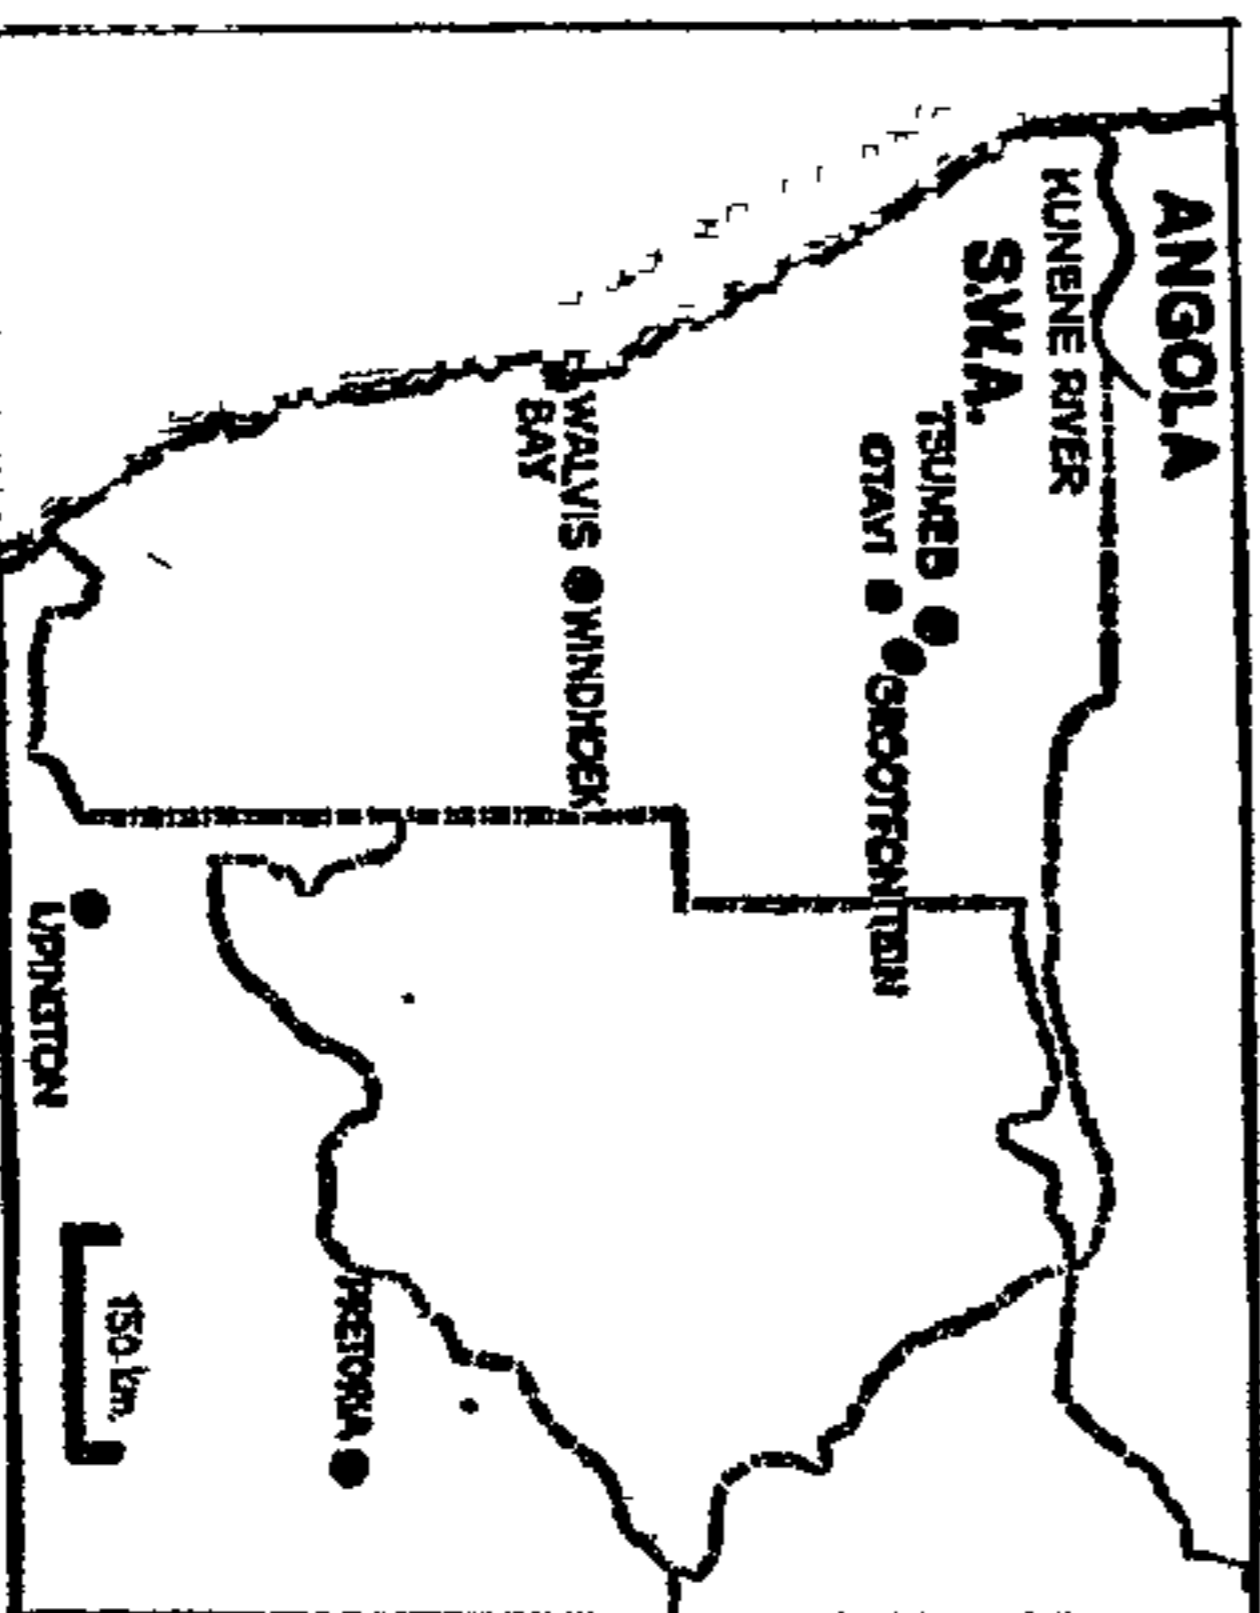 ANGOLA
KUNENE RIVER
S.W.A.
TSUMEB
OTAVI
GROOTFONTEIN
WALVIS
BAY
WINDHOEK
UPINGTON
PRETORIA
150 km.